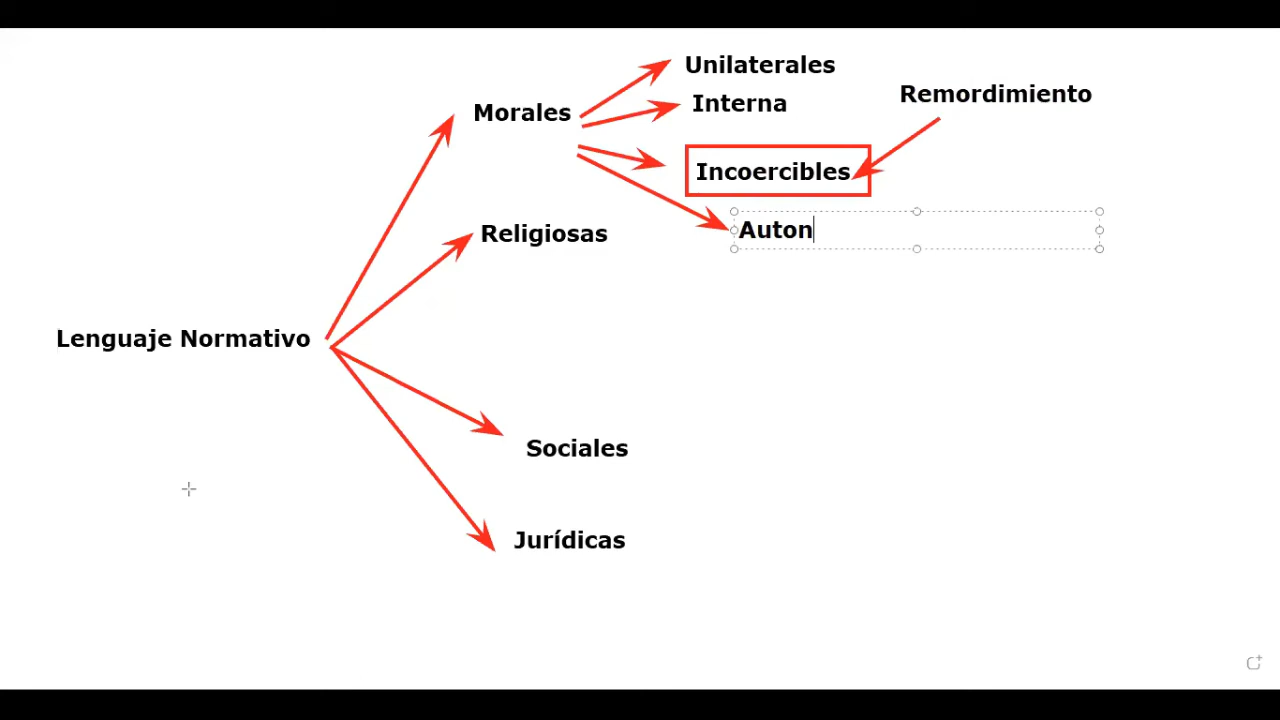 Unilaterales
Remordimiento
Interna
Morales
Incoercibles
Auton
Religiosas
Lenguaje Normativo
Sociales
Jurídicas